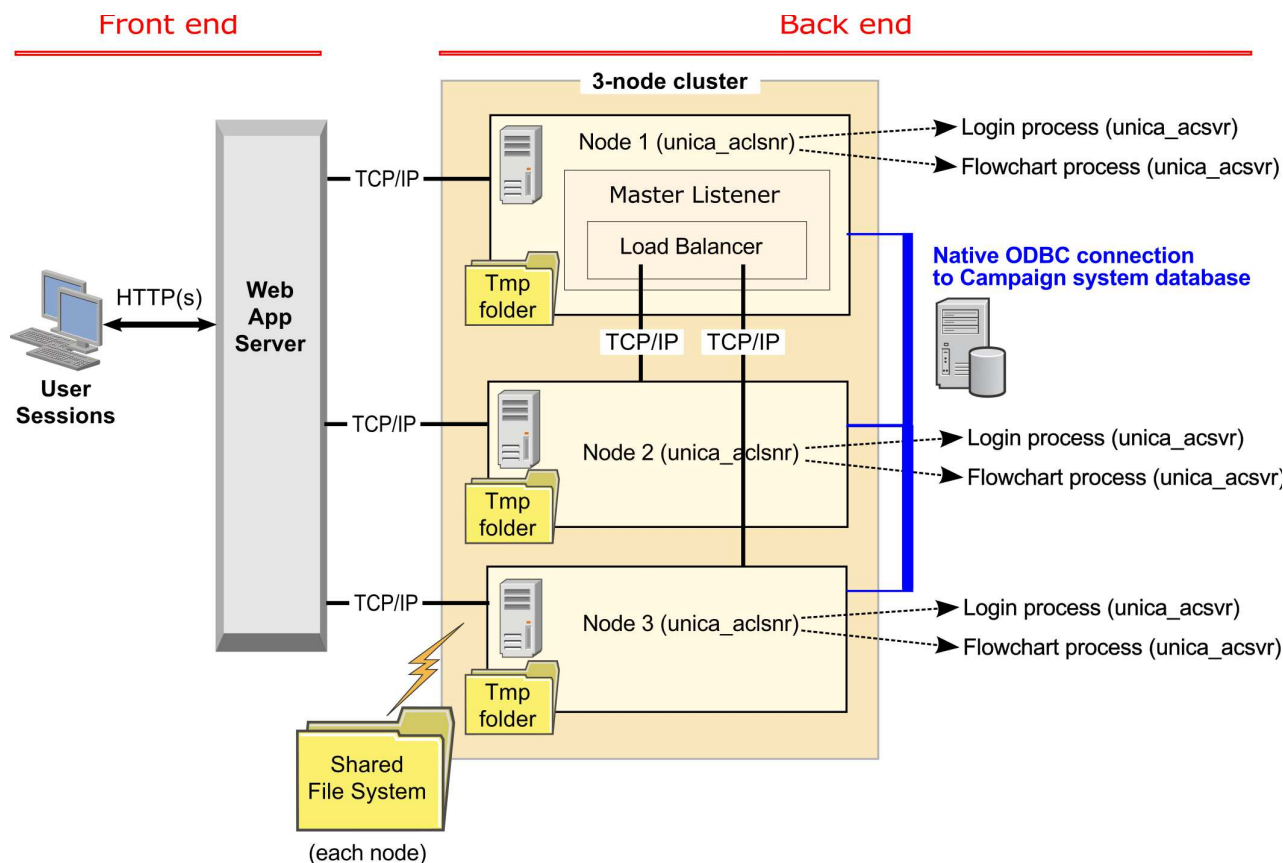 Front end
Back end
3-node cluster
Node 1 (unica_aclsnr)
Login process (unica_acsvr)
Flowchart process (unica_acsvr)
TCP/IP
Master Listener
Load Balancer
Tmp
folder
Native ODBC connection
to Campaign system database
HTTP(s)
Web
App
Server
User
Sessions
TCP/IP
TCP/IP
TCP/IP
Node 2 (unica_aclsnr)
Login process (unica_acsvr)
Flowchart process (unica_acsvr)
Tmp
folder
TCP/IP
Node 3 (unica_aclsnr)
Login process (unica_acsvr)
Flowchart process (unica_acsvr)
Tmp
folder
Shared
File System
(each node)